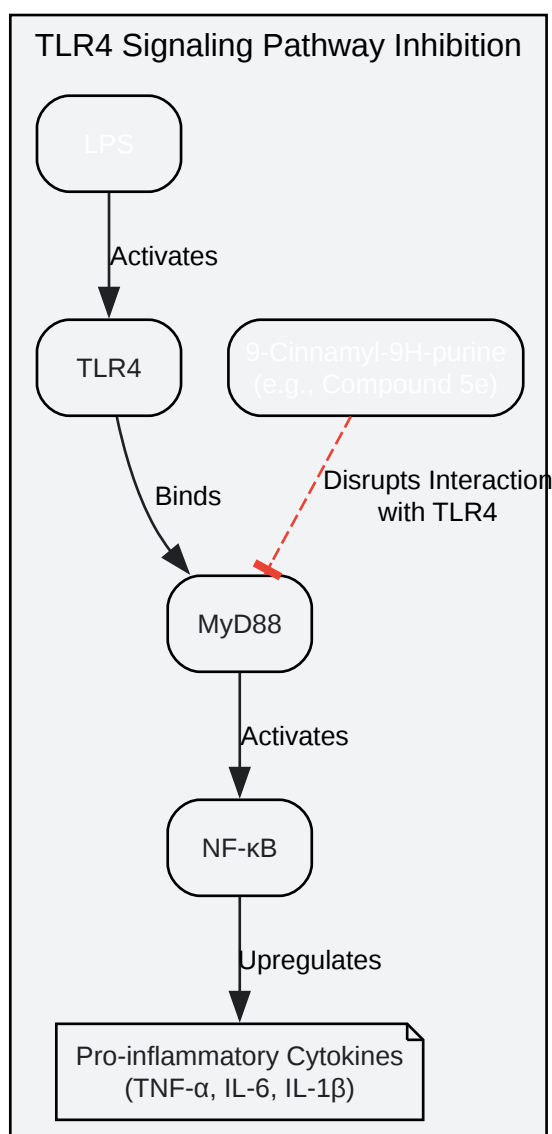 TLR4 Signaling Pathway Inhibition
LPS
Activates
TLR4
9-Cinnamyl-9H-purine
(e.g., Compound 5e)
Binds
Disrupts Interaction
with TLR4
MyD88
Activates
NF-κB
Upregulates
Pro-inflammatory Cytokines
(TNF-α, IL-6, IL-1β)